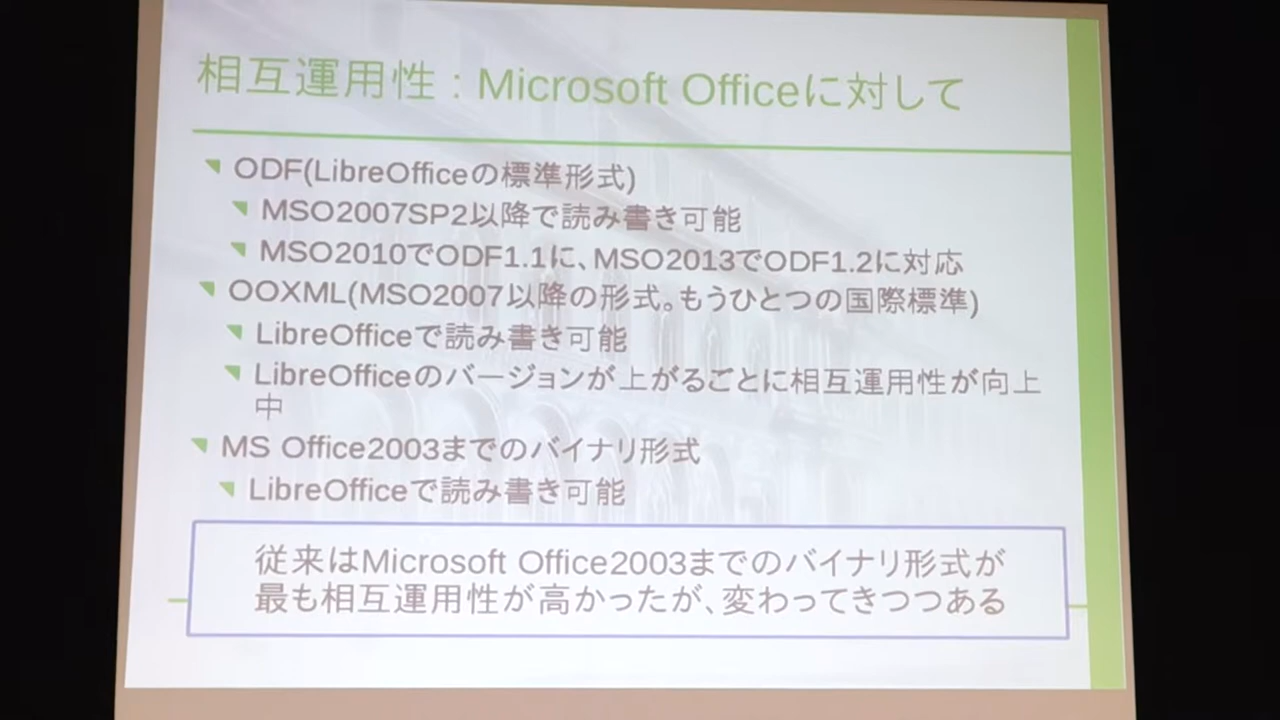 相互運用性：Microsoft Officeに対して
ODF(LibreOfficeの標準形式)
MSO2007SP2以降で読み書き可能
MSO2010でODF1.1に、MSO2013でODF1.2に対応
OOXML(MSO2007以降の形式。もうひとつの国際標準)
LibreOfficeで読み書き可能
LibreOfficeのバージョンが上がるごとに相互運用性が向上
中
MS Office2003までのバイナリ形式
LibreOfficeで読み書き可能
従来はMicrosoft Office2003までのバイナリ形式が
最も相互運用性が高かったが、変わってきつつある